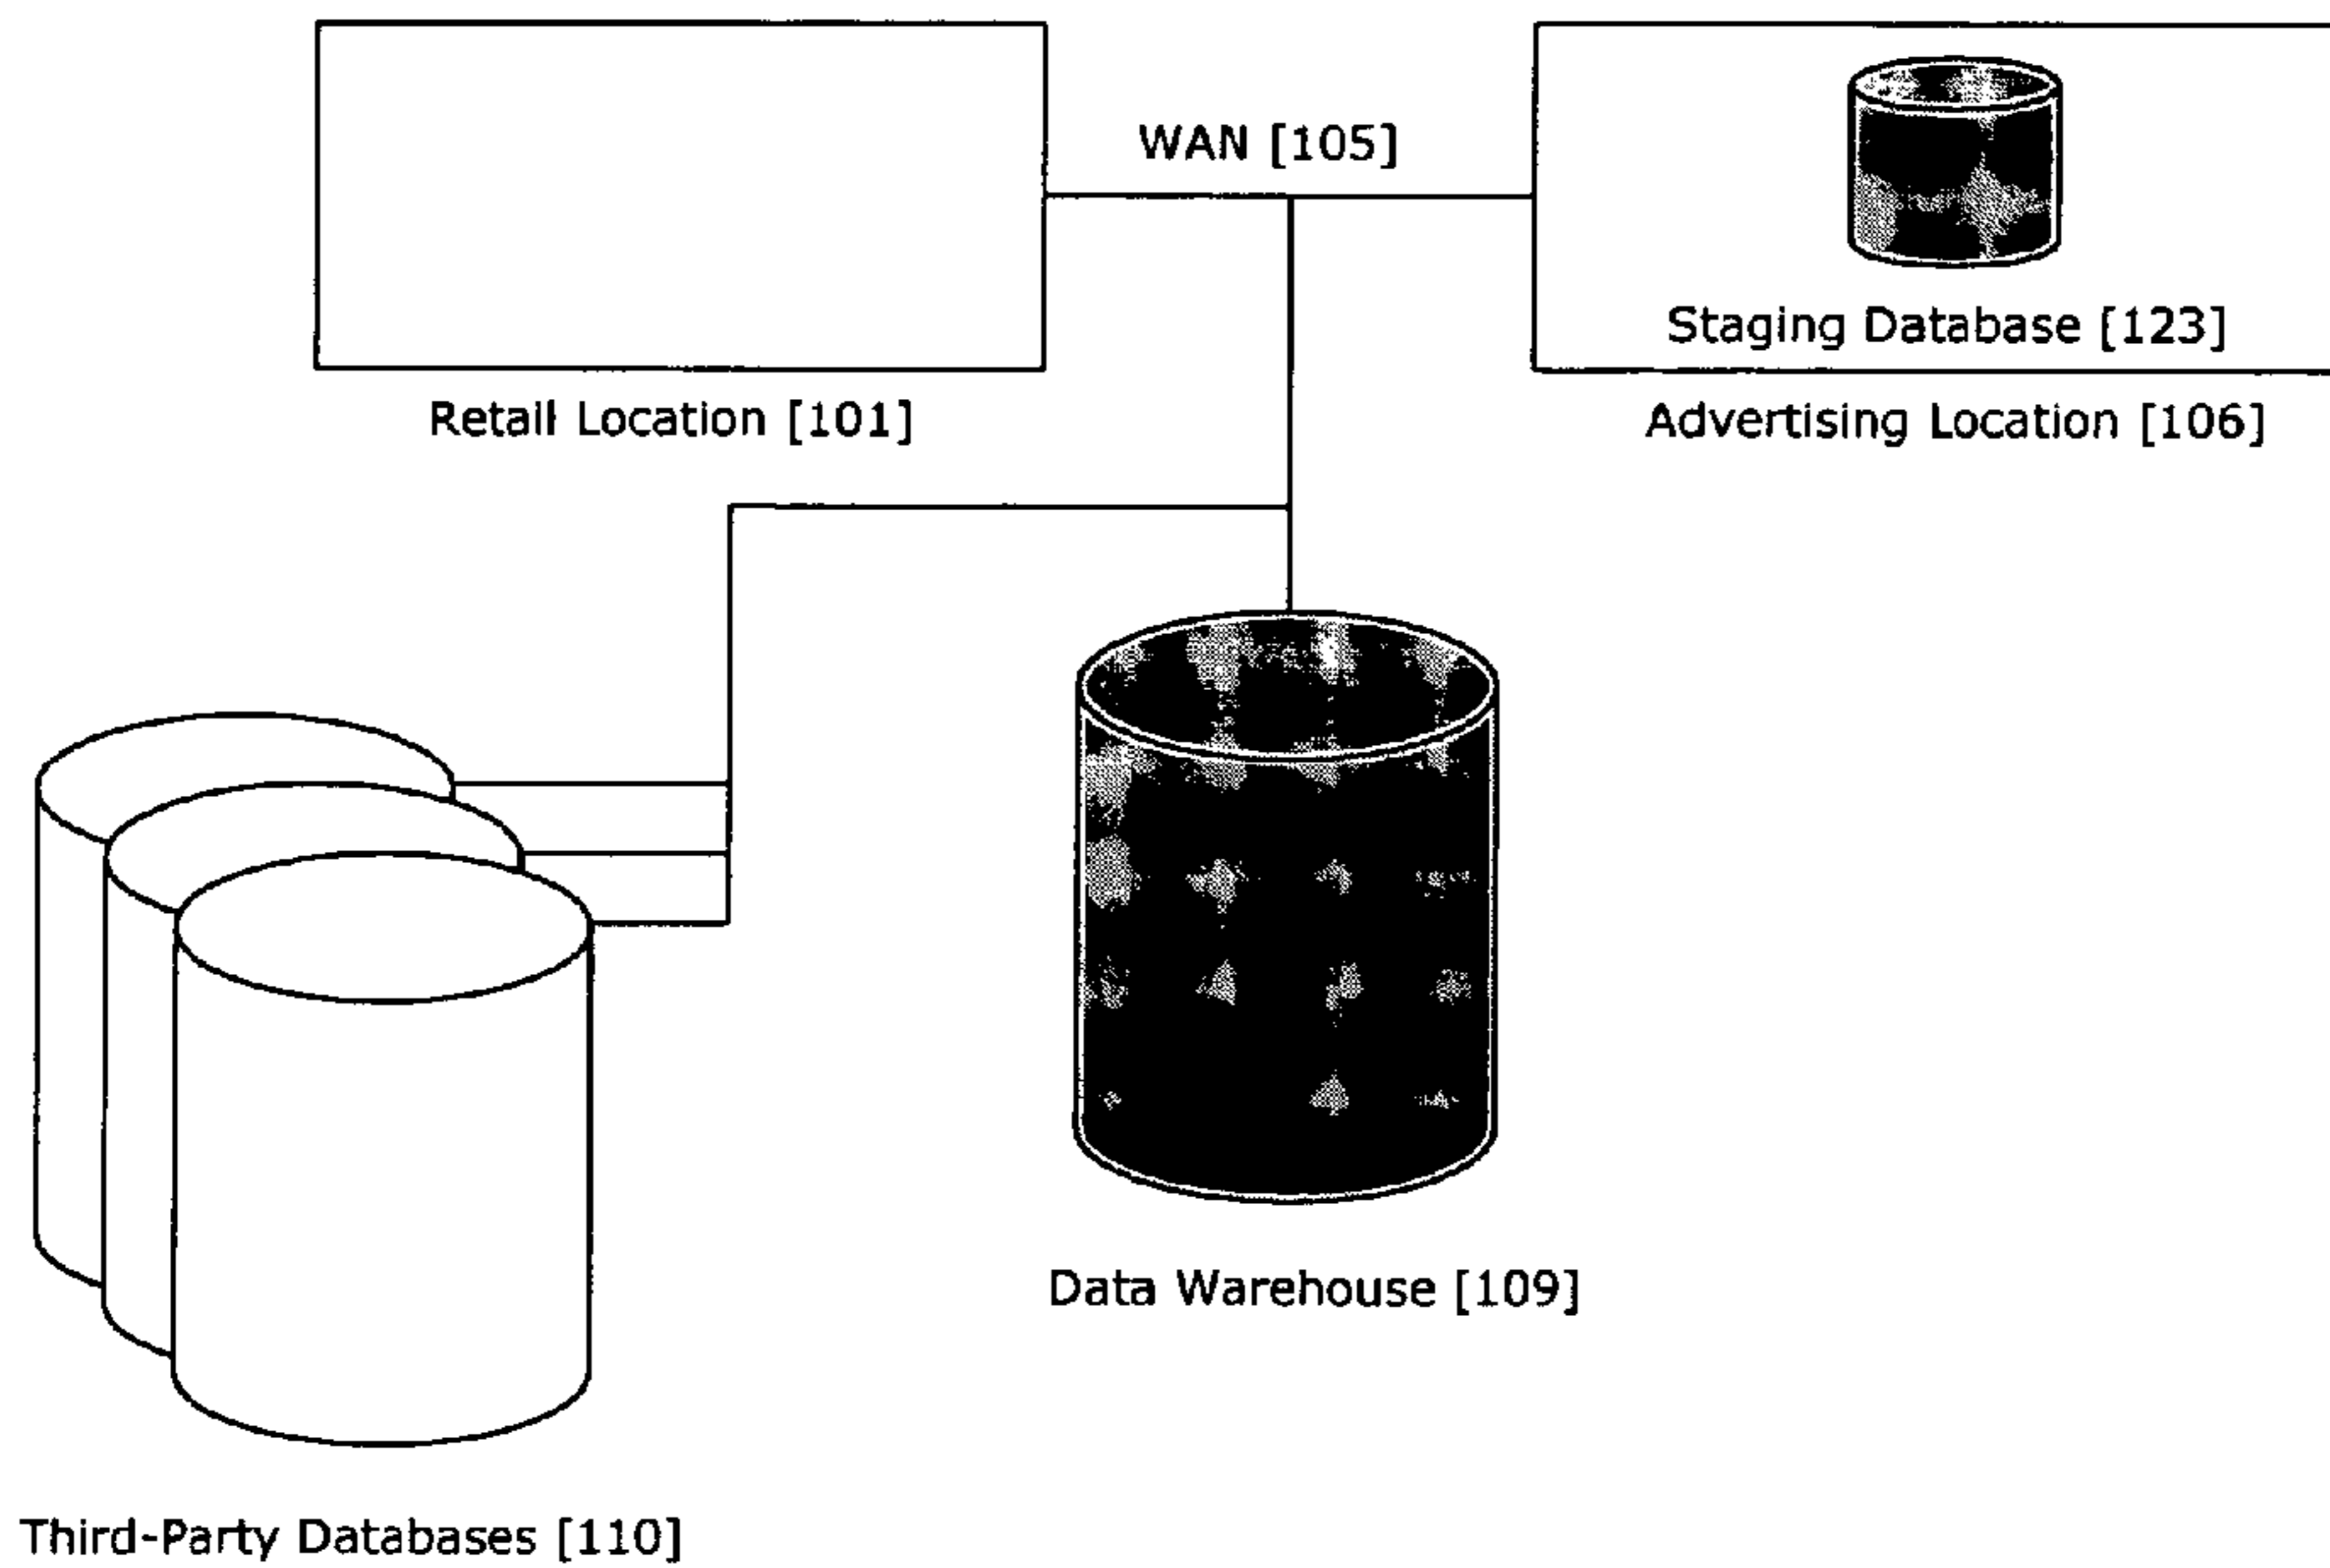 WAN [105]
Staging Database [123]
Retail Location [101]
Advertising Location [106]
Data Warehouse [109]
Third-Party Databases [110]